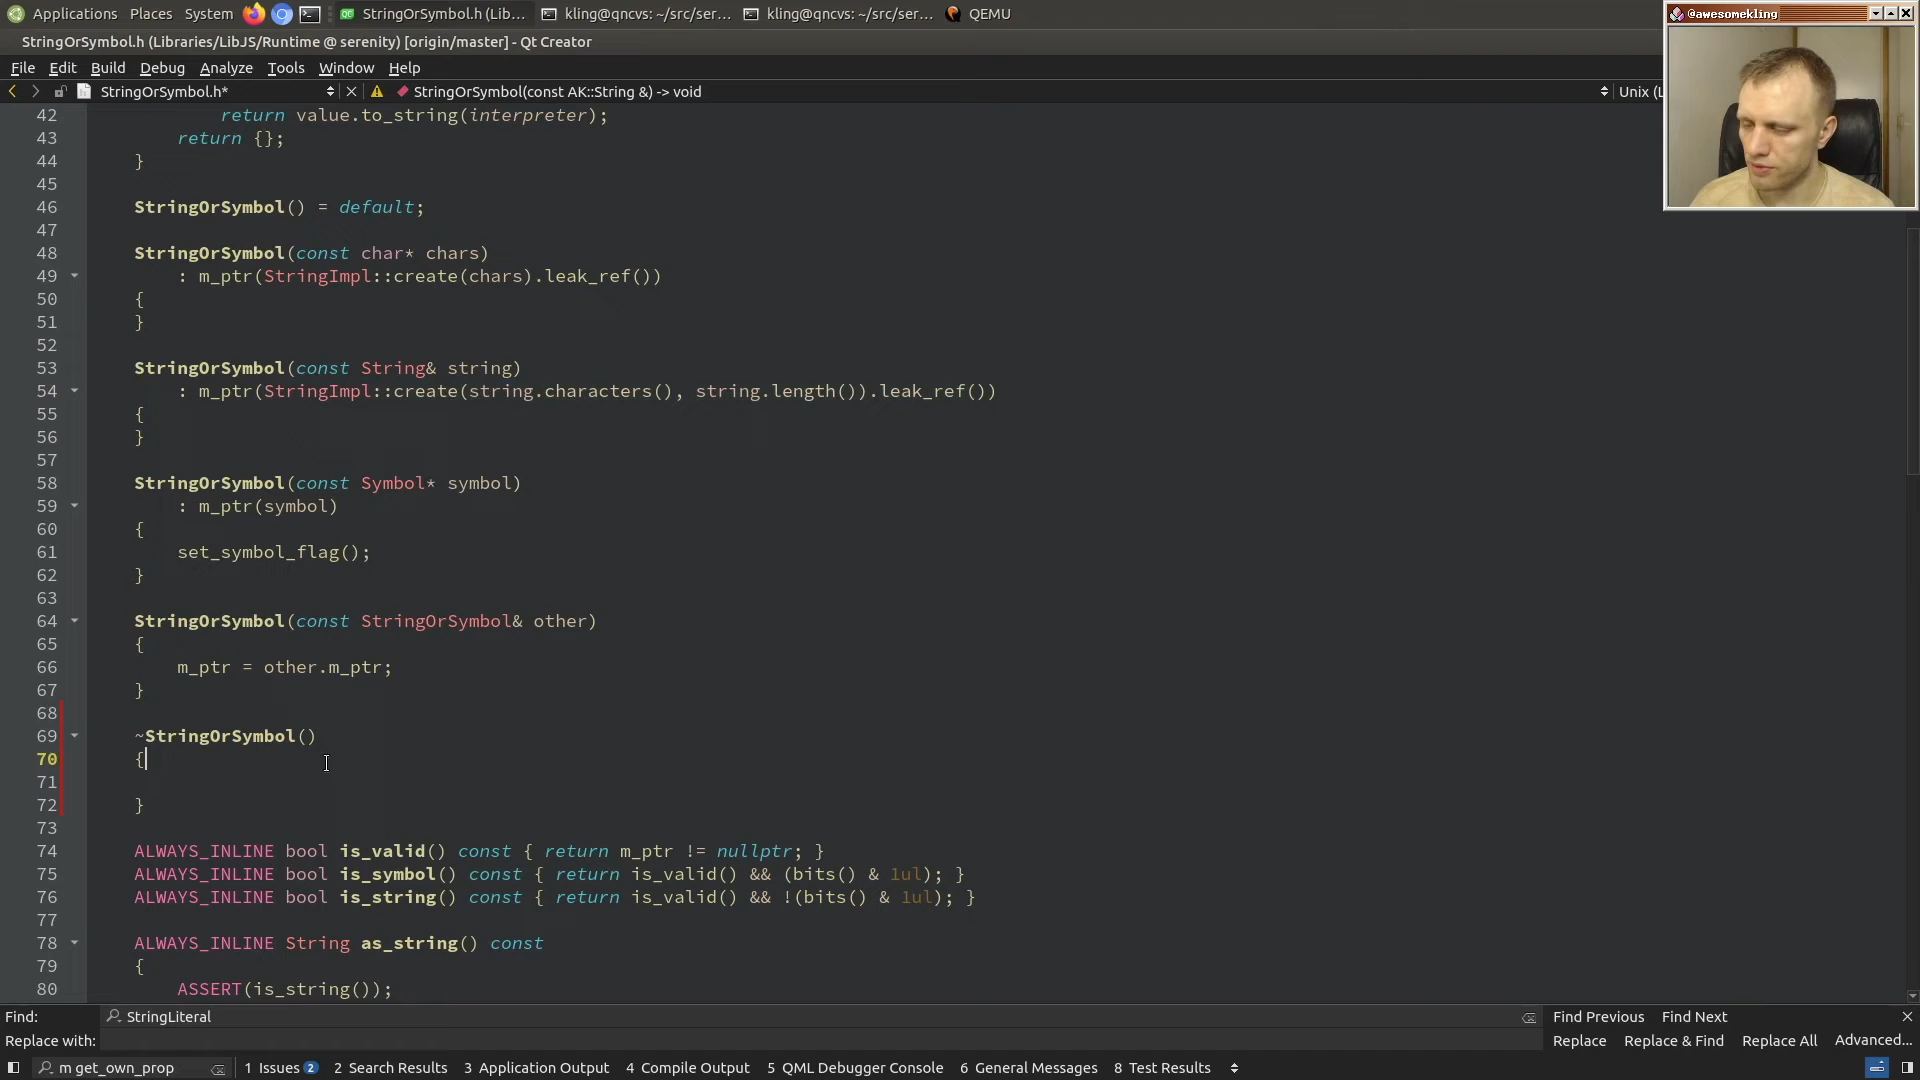 Applications Places System StringOrSymbol.h (Lib... kling@qncvs: ~/src/ser... kling@qncvs: ~/src/ser... QEMU
@awesomekling
StringOrSymbol.h (Libraries/LibJS/Runtime @ serenity) [origin/master] - Qt Creator
File Edit Build Debug Analyze Tools Window Help
StringOrSymbol.h* StringOrSymbol(const AK::String &) -> void Unix (L
42 return value.to_string(interpreter);
43 return {};
44 }
45
46 StringOrSymbol() = default;
47
48 StringOrSymbol(const char* chars)
49 : m_ptr(StringImpl::create(chars).leak_ref())
50 {
51 }
52
53 StringOrSymbol(const String& string)
54 : m_ptr(StringImpl::create(string.characters(), string.length()).leak_ref())
55 {
56 }
57
58 StringOrSymbol(const Symbol* symbol)
59 : m_ptr(symbol)
60 {
61 set_symbol_flag();
62 }
63
64 StringOrSymbol(const StringOrSymbol& other)
65 {
66 m_ptr = other.m_ptr;
67 }
68
69 ~StringOrSymbol()
70 {
71
72 }
73
74 ALWAYS_INLINE bool is_valid() const { return m_ptr != nullptr; }
75 ALWAYS_INLINE bool is_symbol() const { return is_valid() && (bits() & 1ul); }
76 ALWAYS_INLINE bool is_string() const { return is_valid() && !(bits() & 1ul); }
77
78 ALWAYS_INLINE String as_string() const
79 {
80 ASSERT(is_string());
Find: StringLiteral Find Previous Find Next
Replace with: Replace Replace & Find Replace All Advanced...
m get_own_prop 1 Issues 2 2 Search Results 3 Application Output 4 Compile Output 5 QML Debugger Console 6 General Messages 8 Test Results